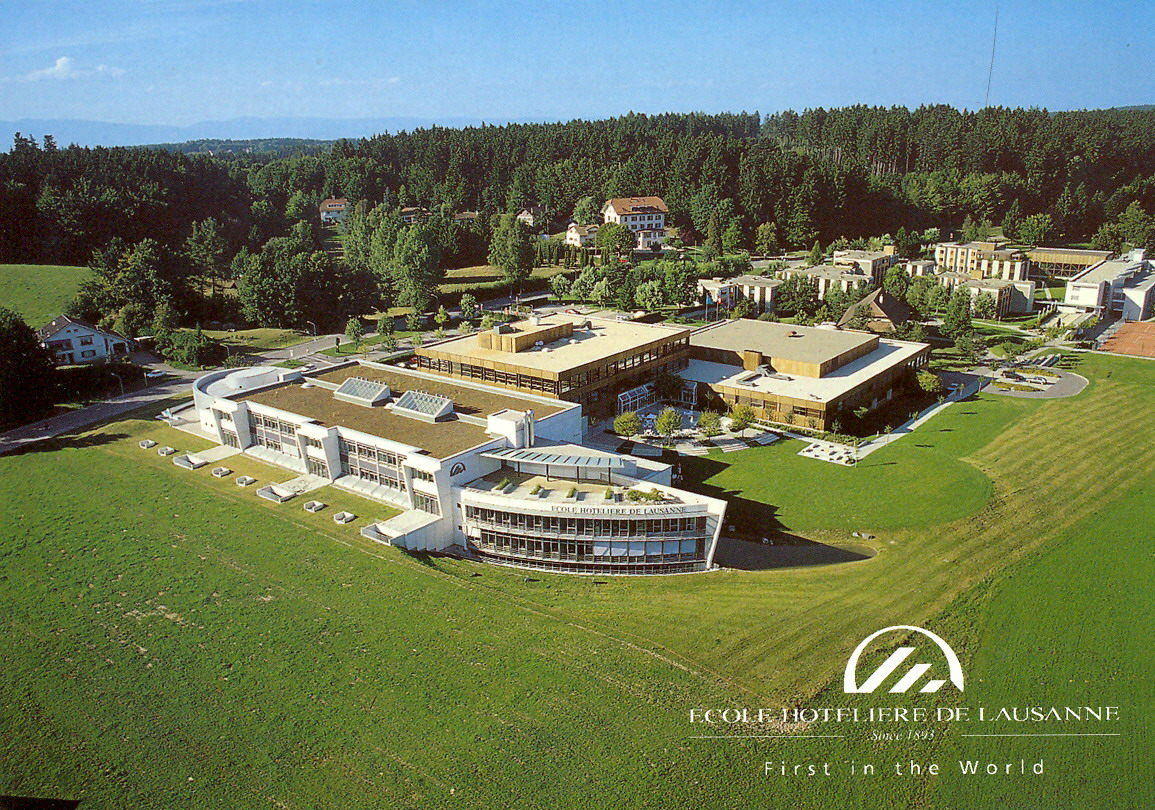 ECOLE HOTELIERE DE LAUSANNE
ECOLE HOTELIERE DE LAUSANNE
Since 1893
First in the World